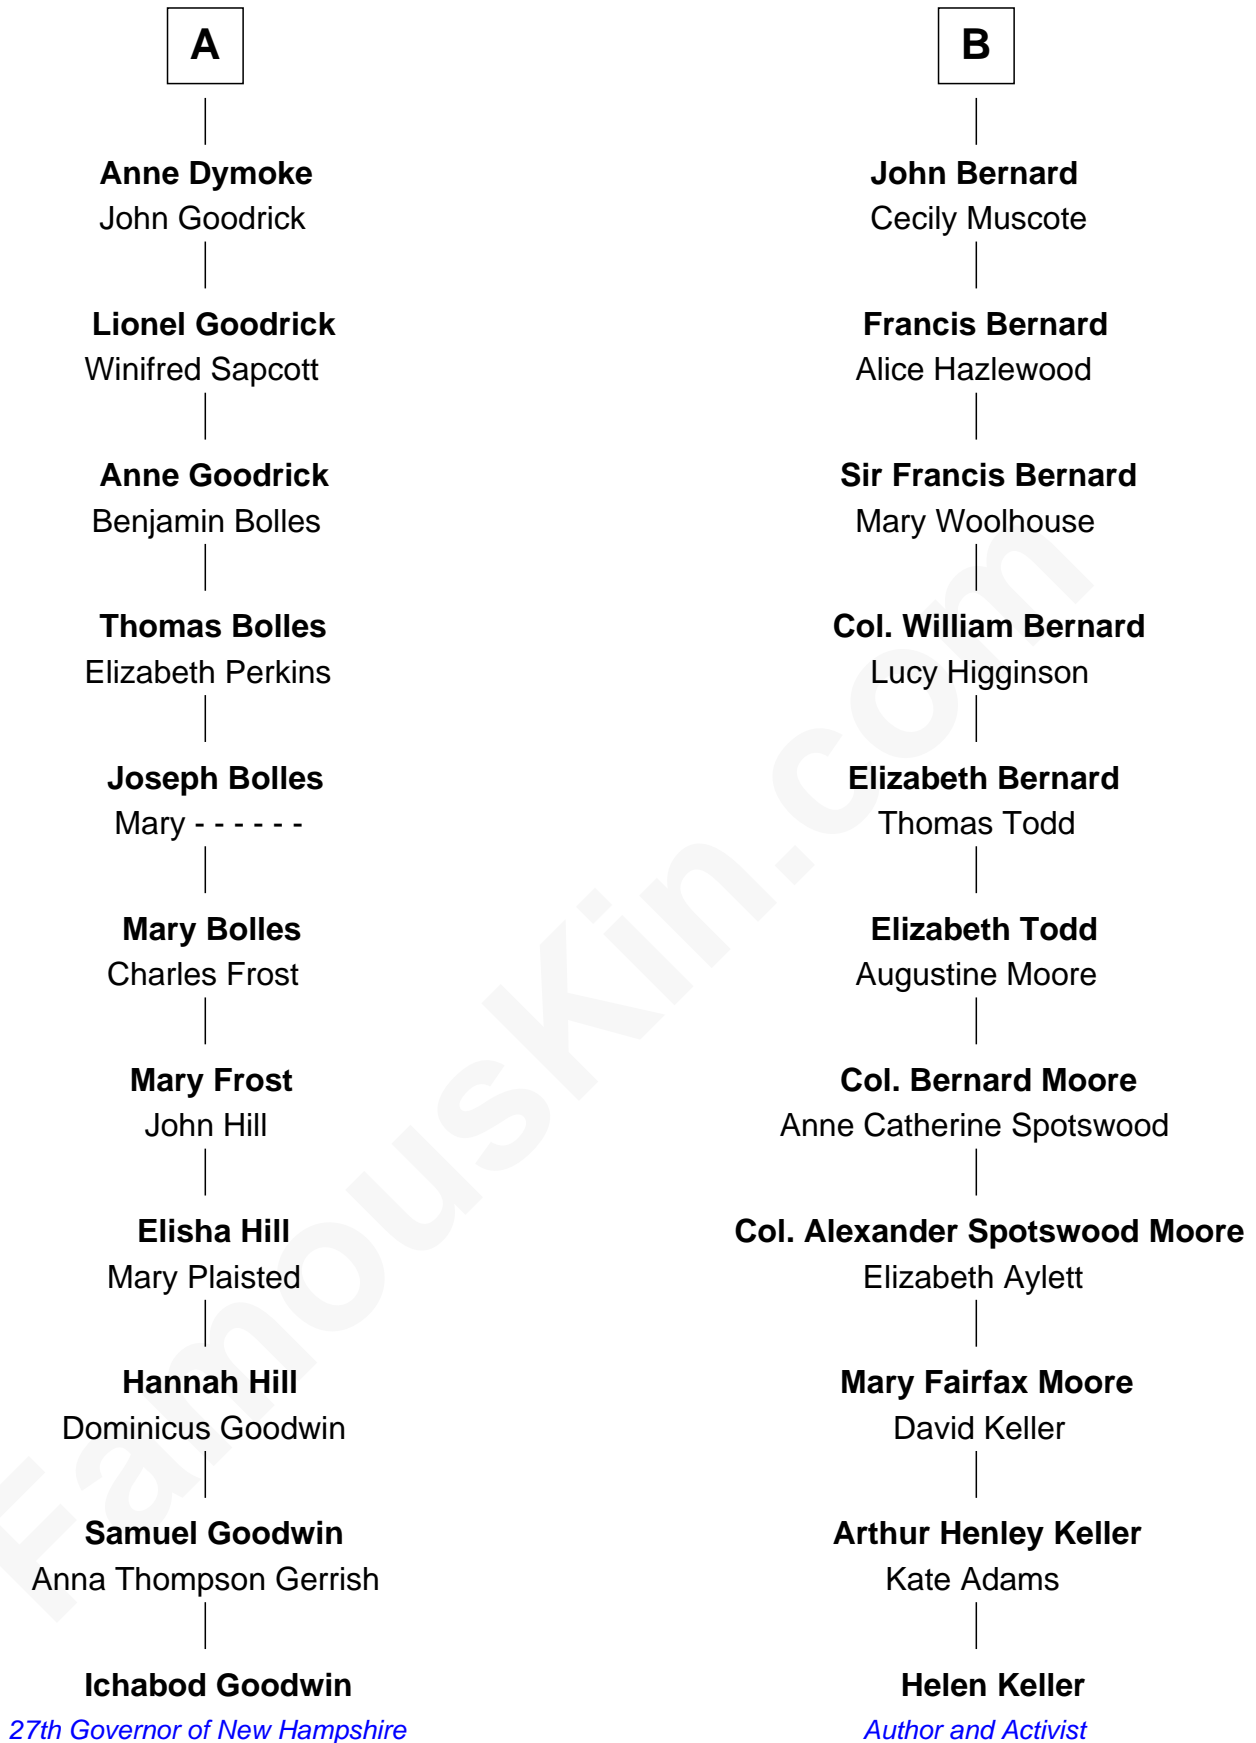 A
Anne Dymoke
John Goodrick
Lionel Goodrick
Winifred Sapcott
Anne Goodrick
Benjamin Bolles
Thomas Bolles
Elizabeth Perkins
Joseph Bolles
Mary - - - - - -
Mary Bolles
Charles Frost
Mary Frost
John Hill
Elisha Hill
Mary Plaisted
Hannah Hill
Dominicus Goodwin
Samuel Goodwin
Anna Thompson Gerrish
Ichabod Goodwin
27th Governor of New Hampshire
B
John Bernard
Cecily Muscote
Francis Bernard
Alice Hazlewood
Sir Francis Bernard
Mary Woolhouse
Col. William Bernard
Lucy Higginson
Elizabeth Bernard
Thomas Todd
Elizabeth Todd
Augustine Moore
Col. Bernard Moore
Anne Catherine Spotswood
Col. Alexander Spotswood Moore
Elizabeth Aylett
Mary Fairfax Moore
David Keller
Arthur Henley Keller
Kate Adams
Helen Keller
Author and Activist
FamousKin.com